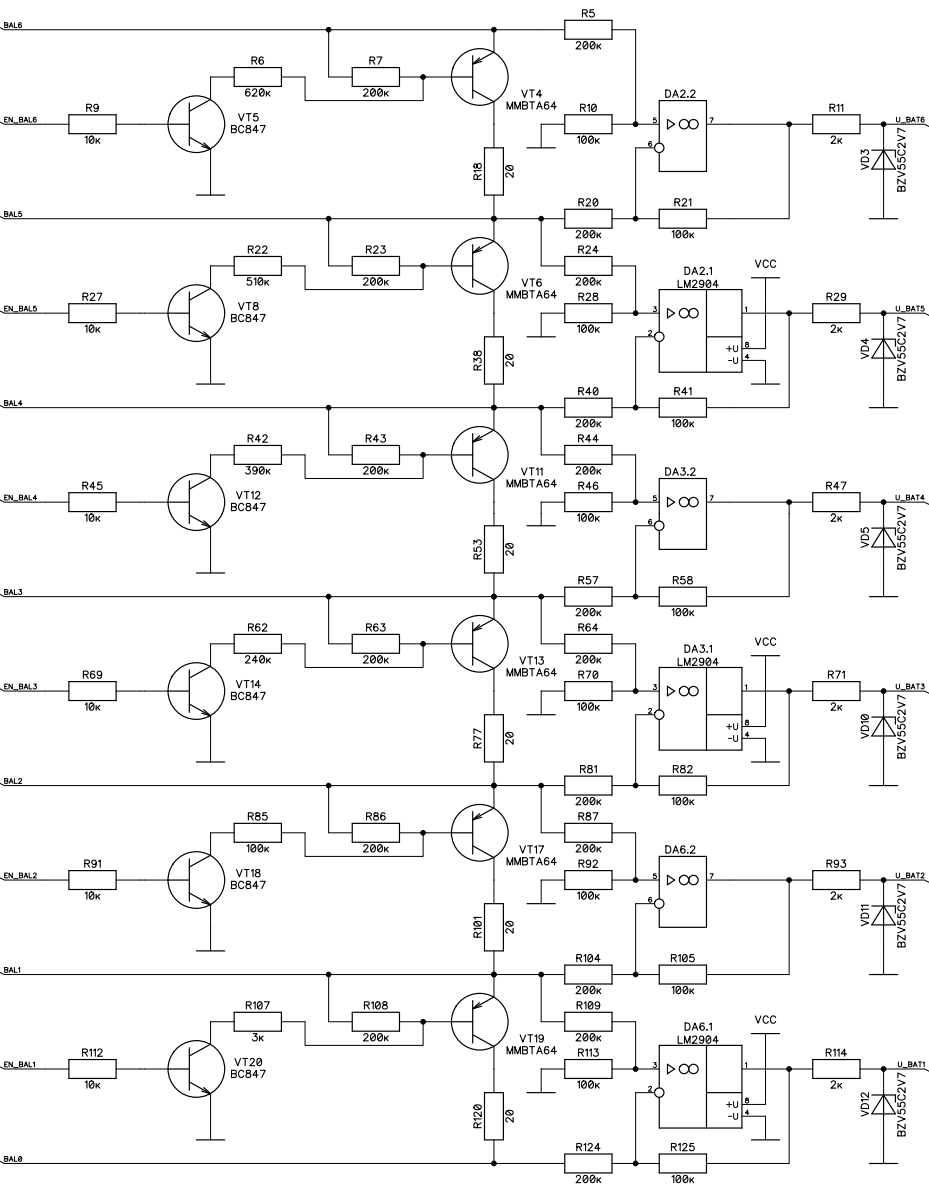 BAL6
R5
200к
R6
620к
R7
200к
VT4
MMBTA64
DA2.2
R9
10к
EN_BAL6
VT5
BC847
R10
100к
5
6
7
R11
2к
U_BAT6
VD3
BZV55C2V7
R18
20
BAL5
R20
200к
R21
100к
R22
510к
R23
200к
R24
200к
VT6
MMBTA64
DA2.1
LM2904
VCC
R27
10к
EN_BAL5
VT8
BC847
R28
100к
3
2
1
+U
8
-U
4
R29
2к
U_BAT5
VD4
BZV55C2V7
R38
20
BAL4
R40
200к
R41
100к
R42
390к
R43
200к
R44
200к
VT11
MMBTA64
DA3.2
R45
10к
EN_BAL4
VT12
BC847
R46
100к
5
6
7
R47
2к
U_BAT4
VD5
BZV55C2V7
R53
20
BAL3
R57
200к
R58
100к
R62
240к
R63
200к
R64
200к
VT13
MMBTA64
DA3.1
LM2904
VCC
R69
10к
EN_BAL3
VT14
BC847
R70
100к
3
2
1
+U
8
-U
4
R71
2к
U_BAT3
VD10
BZV55C2V7
R77
20
BAL2
R81
200к
R82
100к
R85
100к
R86
200к
R87
200к
VT17
MMBTA64
DA6.2
R91
10к
EN_BAL2
VT18
BC847
R92
100к
5
6
7
R93
2к
U_BAT2
VD11
BZV55C2V7
R101
20
BAL1
R104
200к
R105
100к
R107
3к
R108
200к
R109
200к
VT19
MMBTA64
DA6.1
LM2904
VCC
R112
10к
EN_BAL1
VT20
BC847
R113
100к
3
2
1
+U
8
-U
4
R114
2к
U_BAT1
VD12
BZV55C2V7
R120
20
BAL0
R124
200к
R125
100к